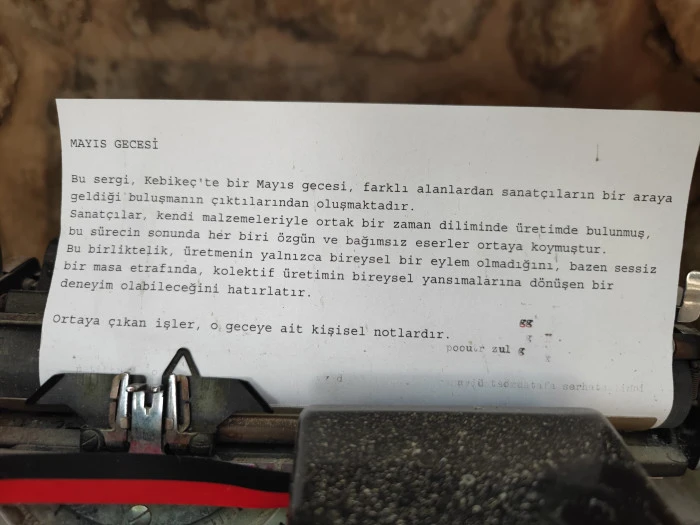 MAYIS GECESİ
Bu sergi, Kebikeç'te bir Mayıs gecesi, farklı alanlardan sanatçıların bir araya
geldiği buluşmanın çıktılarından oluşmaktadır.
Sanatçılar, kendi malzemeleriyle ortak bir zaman diliminde üretimde bulunmuş,
bu sürecin sonunda her biri özgün ve bağımsız eserler ortaya koymuştur.
Bu birliktelik, üretmenin yalnızca bireysel bir eylem olmadığını, bazen sessiz
bir masa etrafında, kolektif üretimin bireysel yansımalarına dönüşen bir
deneyim olabileceğini hatırlatır.
Ortaya çıkan işler, o geceye ait kişisel notlardır.
gg
g
zul g